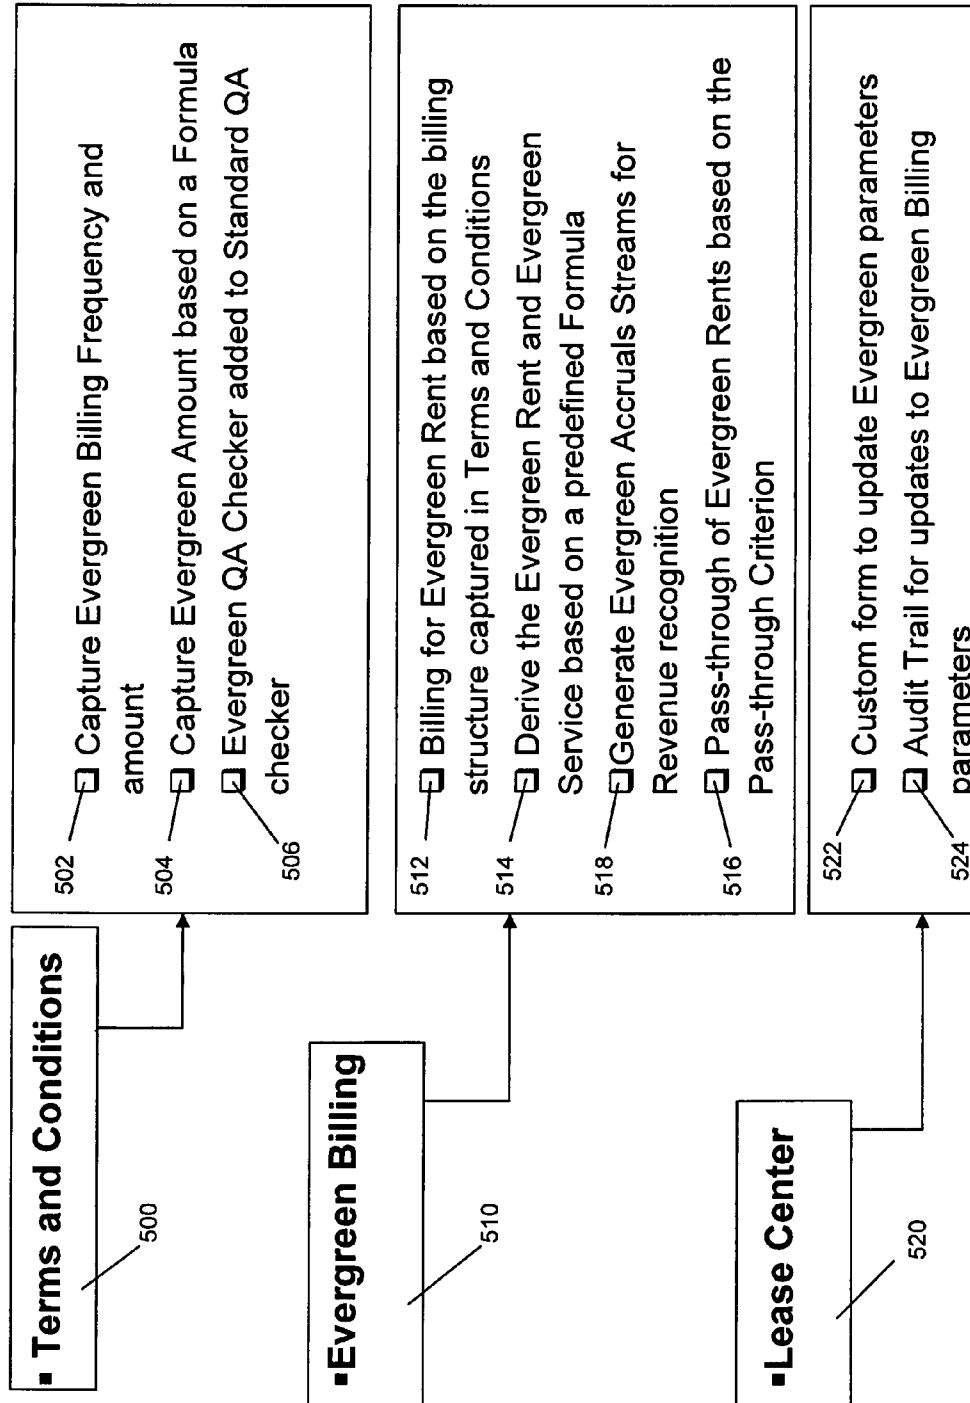 ▪ Terms and Conditions
500
502
❑ Capture Evergreen Billing Frequency and
amount
504
❑ Capture Evergreen Amount based on a Formula
506
❑ Evergreen QA Checker added to Standard QA
checker
▪Evergreen Billing
510
512
❑ Billing for Evergreen Rent based on the billing
structure captured in Terms and Conditions
514
❑ Derive the Evergreen Rent and Evergreen
Service based on a predefined Formula
518
❑Generate Evergreen Accruals Streams for
Revenue recognition
516
❑ Pass-through of Evergreen Rents based on the
Pass-through Criterion
▪Lease Center
520
522
❑ Custom form to update Evergreen parameters
524
❑ Audit Trail for updates to Evergreen Billing
parameters